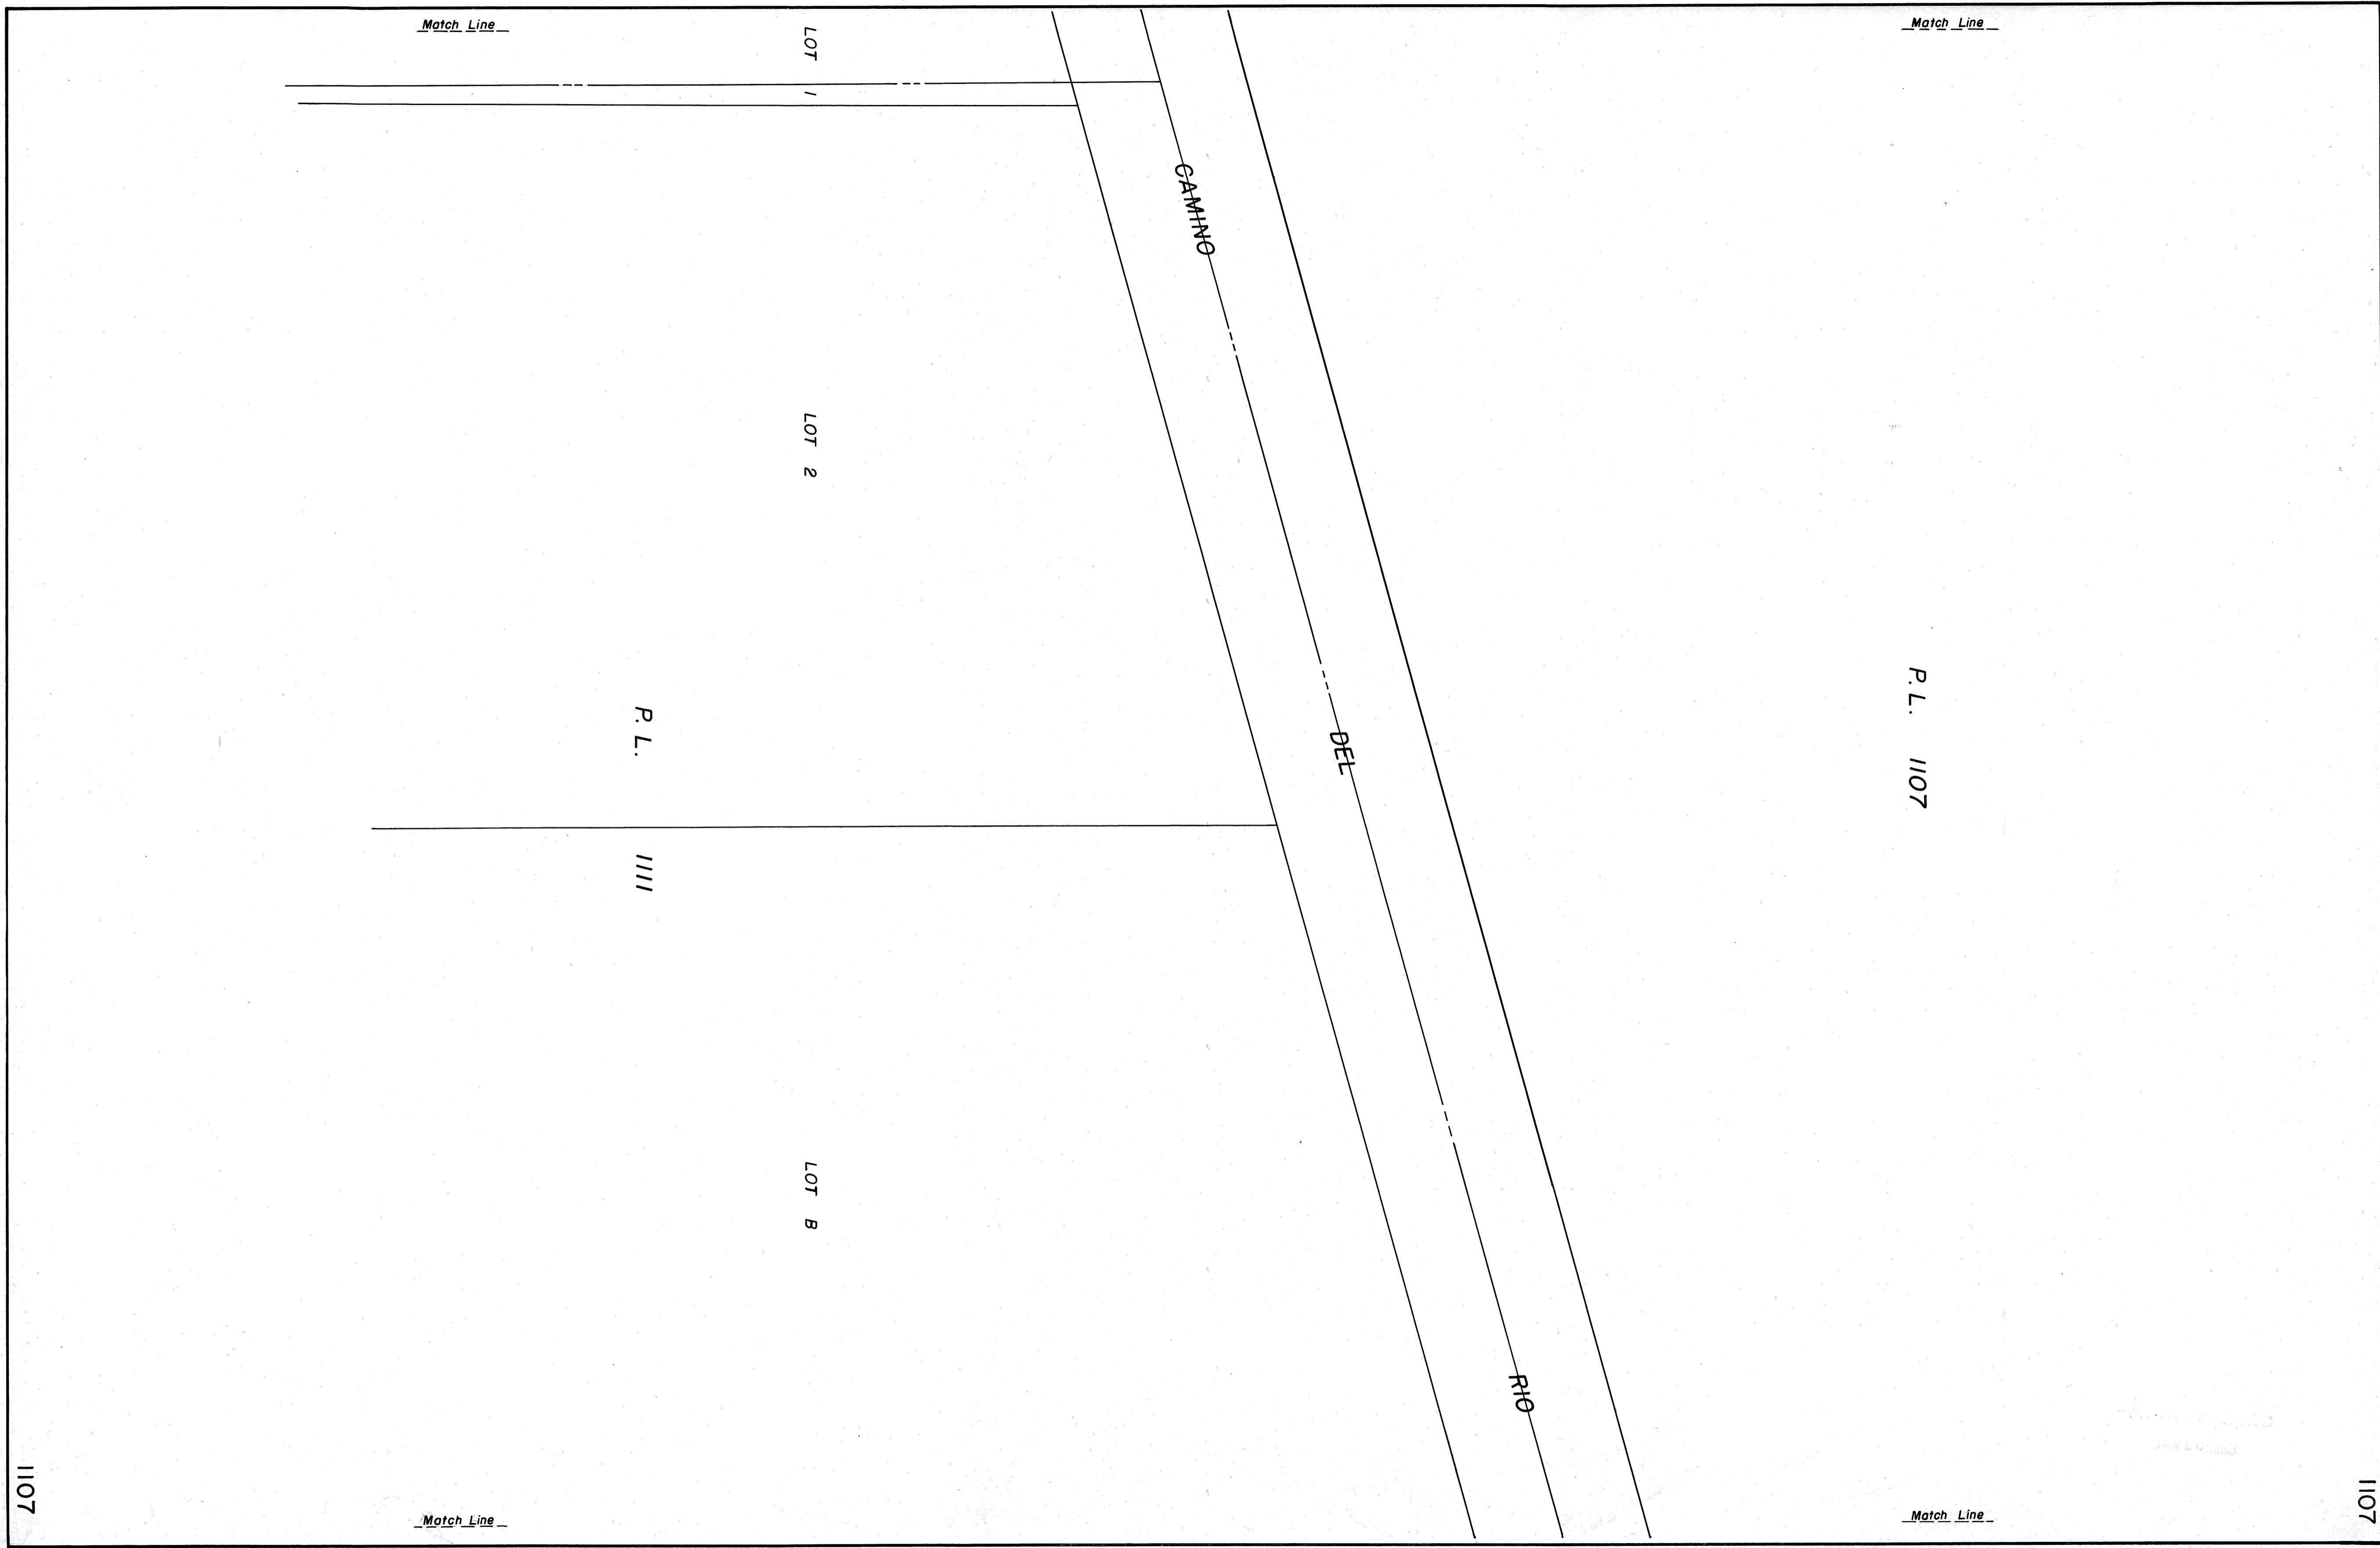 Match Line
Match Line
LOT 1
CAMINO DEL RIO
LOT 2
P. L. 1111
P. L. 1107
LOT B
1107
1107
Match Line
Match Line